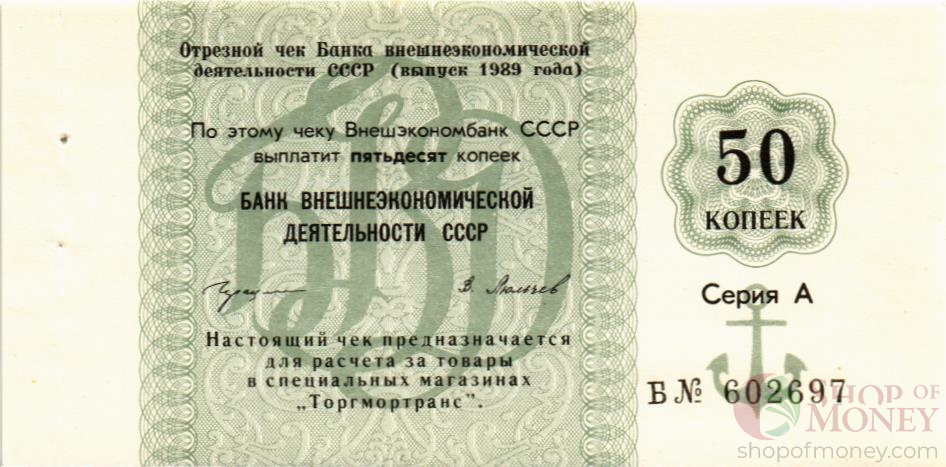 Отрезной чек Банка внешнеэкономической
деятельности СССР (выпуск 1989 года)
По этому чеку Внешэкономбанк СССР
выплатит пятьдесят копеек
БАНК ВНЕШНЕЭКОНОМИЧЕСКОЙ
ДЕЯТЕЛЬНОСТИ СССР
В.
Настоящий чек предназначается
для расчета за товары
в специальных магазинах
„Торгмортранс".
50
КОПЕЕК
Серия А
Б № 602697
SHOP OF
MONEY
shopofmoney.com